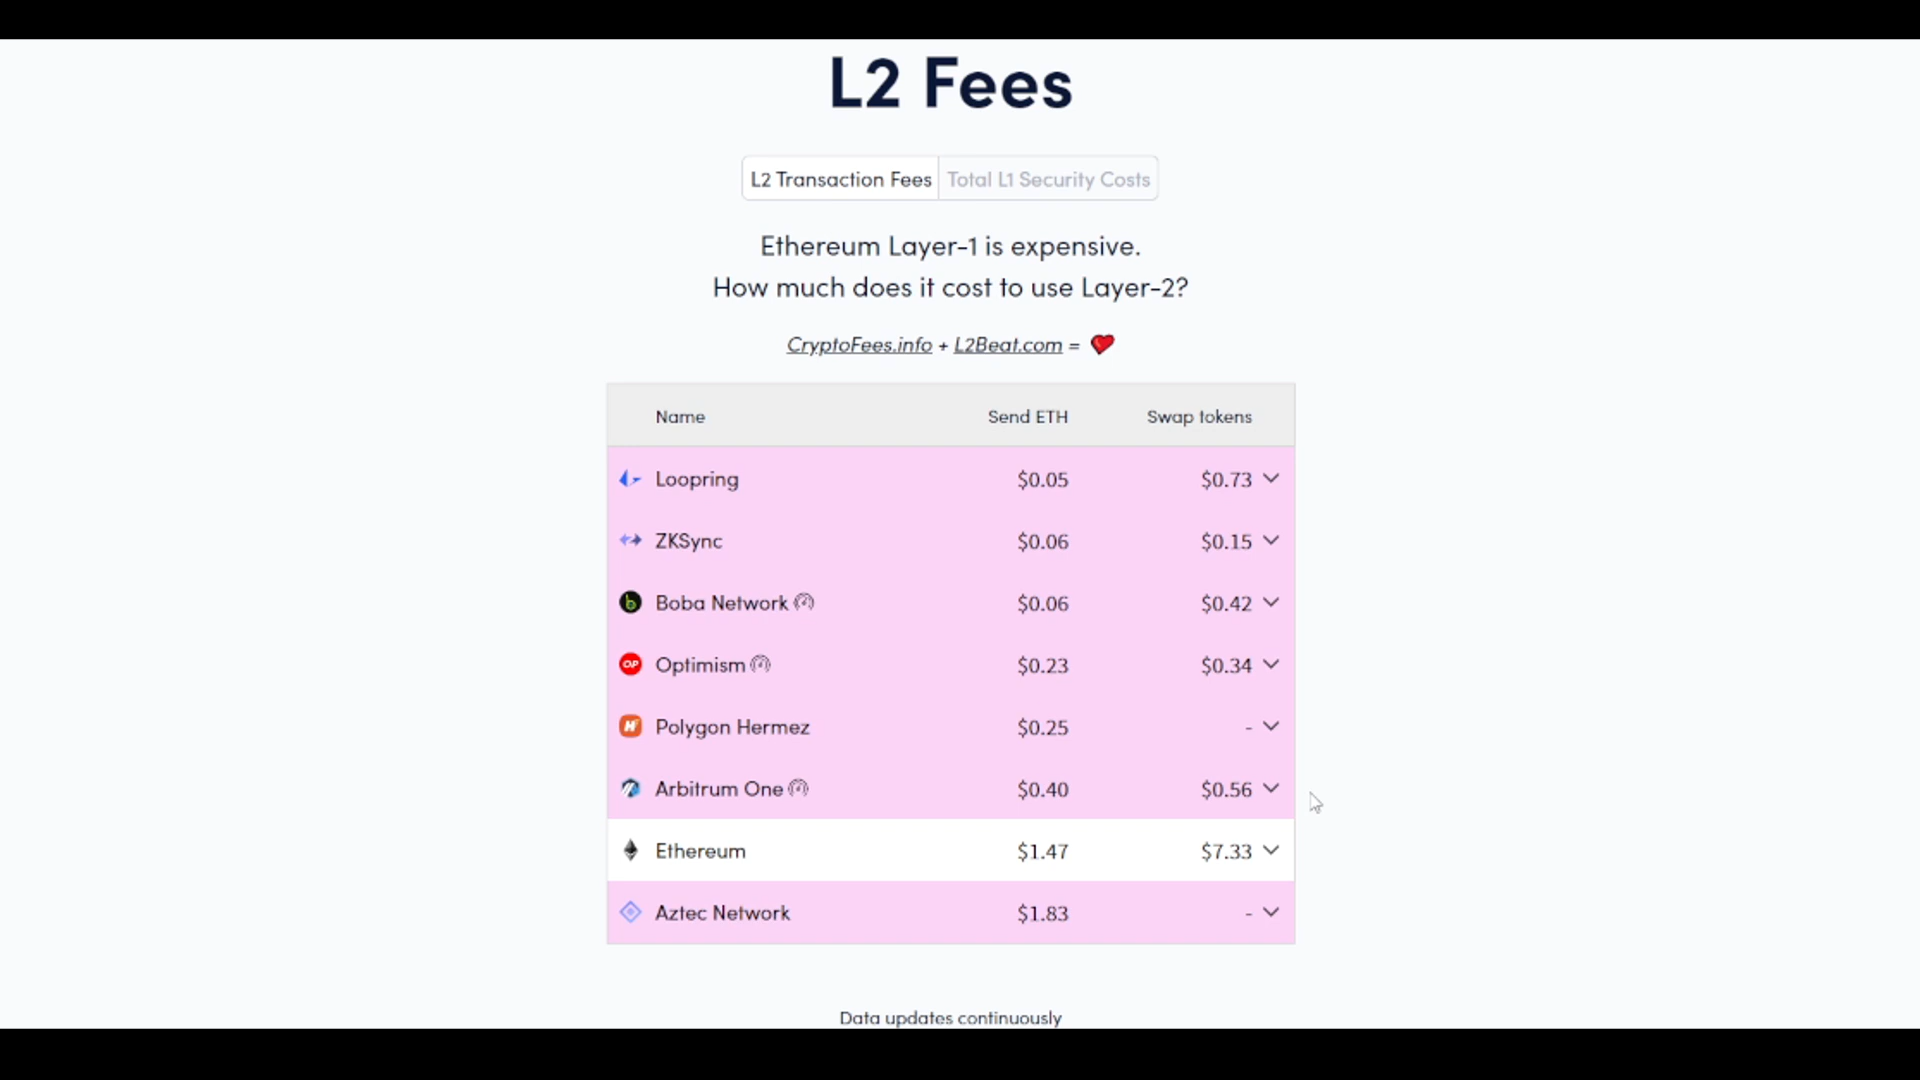 L2 Fees
L2 Transaction Fees Total L1 Security Costs
Ethereum Layer-1 is expensive.
How much does it cost to use Layer-2?
CryptoFees.info + L2Beat.com = ❤️
Name Send ETH Swap tokens
Loopring $0.05 $0.73
ZKSync $0.06 $0.15
Boba Network $0.06 $0.42
OP Optimism $0.23 $0.34
Polygon Hermez $0.25 -
Arbitrum One $0.40 $0.56
Ethereum $1.47 $7.33
Aztec Network $1.83 -
Data updates continuously